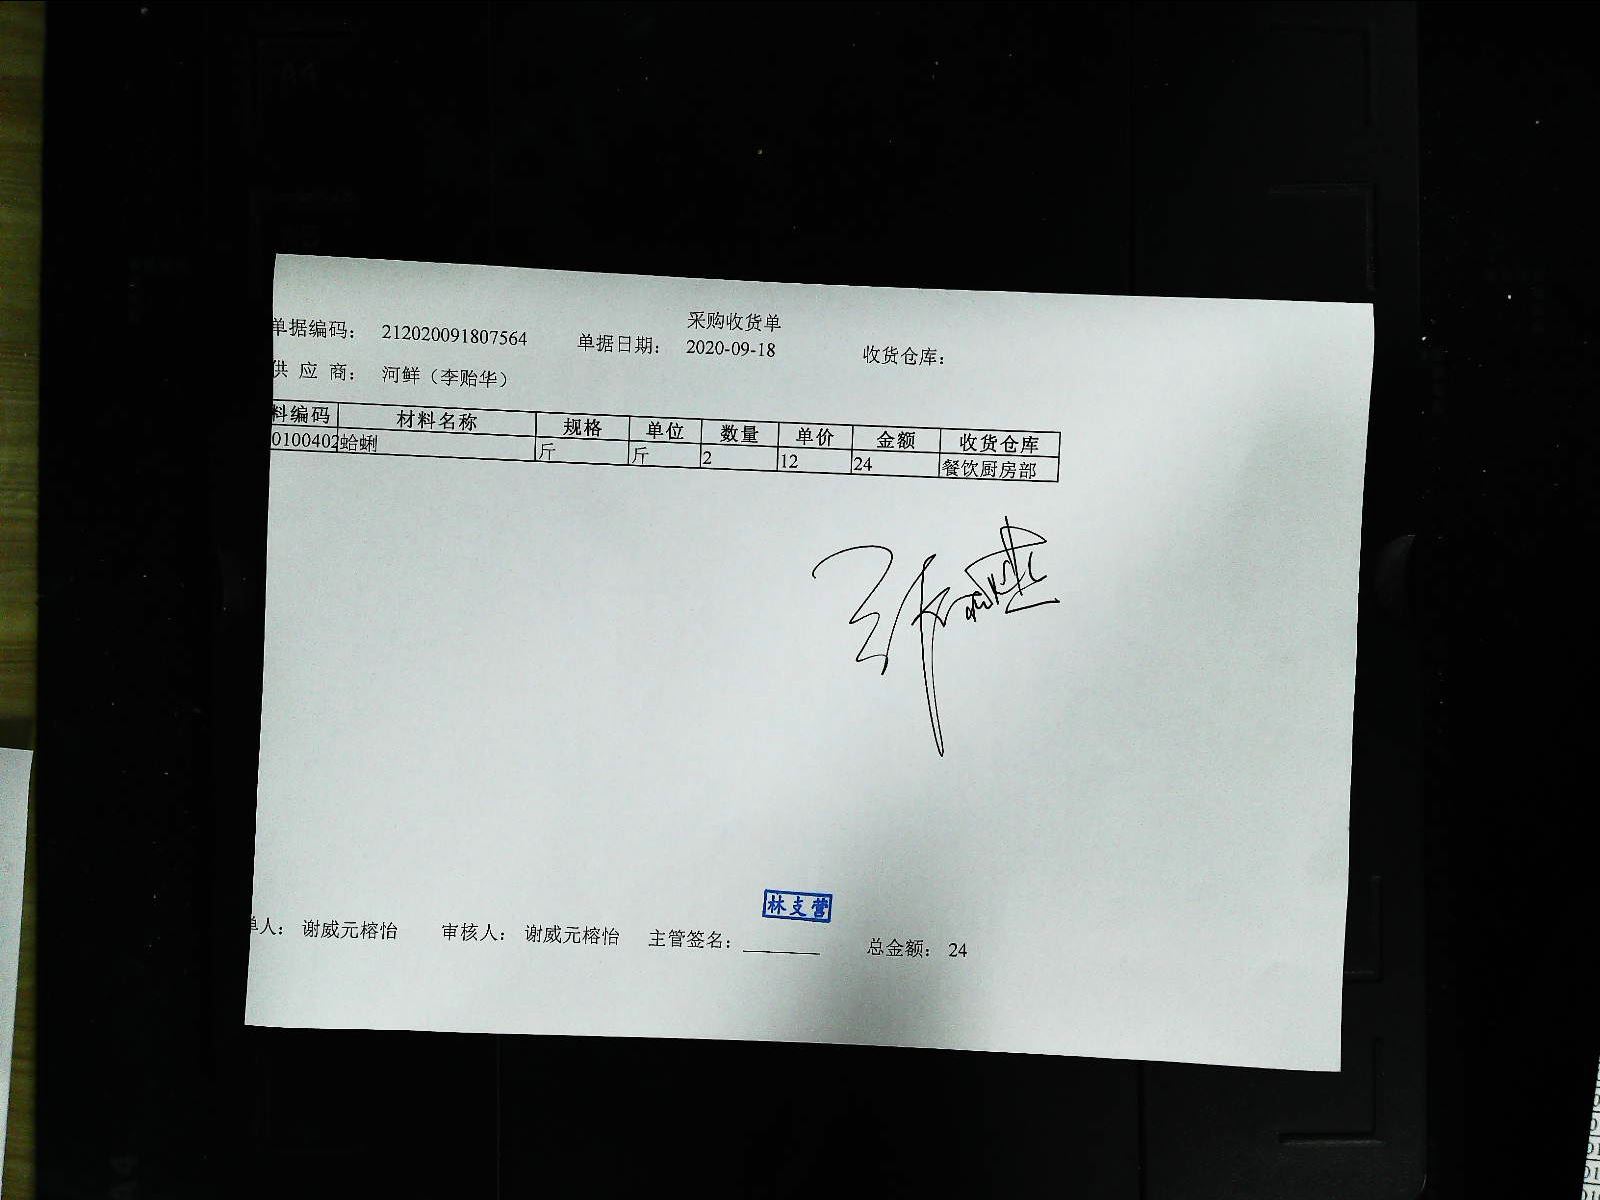 采购收货单
单据编码： 212020091807564 单据日期： 2020-09-18 收货仓库：
供 应 商： 河鲜（李贻华）
料编码 材料名称 规格 单位 数量 单价 金额 收货仓库
0100402 蛤蜊 斤 斤 2 12 24 餐饮厨房部
林支营
单人： 谢威元榕怡 审核人： 谢威元榕怡 主管签名： 总金额： 24